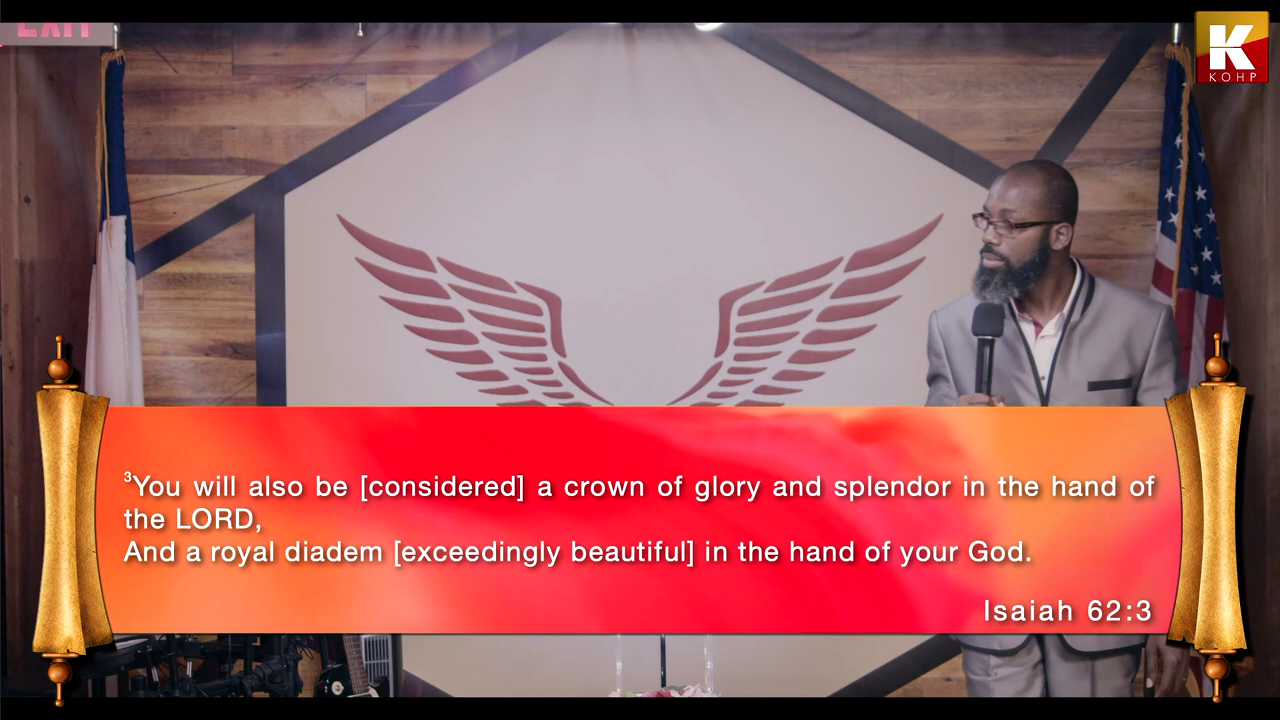 EXIT
K
KOHP
³You will also be [considered] a crown of glory and splendor in the hand of
the LORD,
And a royal diadem [exceedingly beautiful] in the hand of your God.
Isaiah 62:3